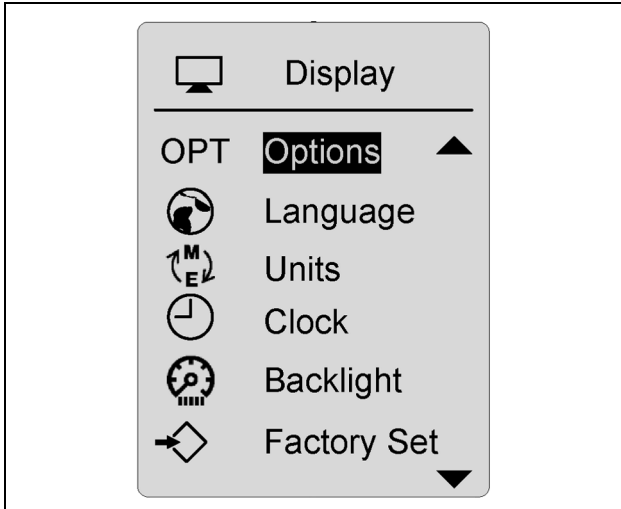 Display
OPT Options
Language
M
E Units
Clock
Backlight
Factory Set